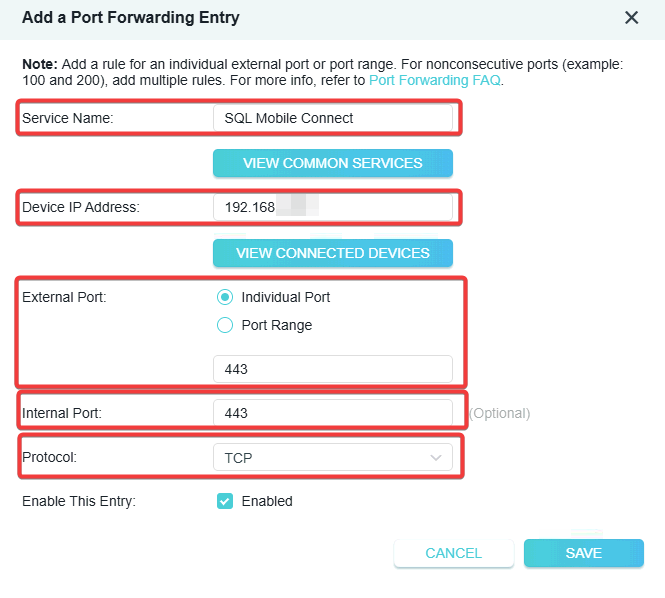 Add a Port Forwarding Entry
Note: Add a rule for an individual external port or port range. For nonconsecutive ports (example:
100 and 200), add multiple rules. For more info, refer to Port Forwarding FAQ.
Service Name: SQL Mobile Connect
VIEW COMMON SERVICES
Device IP Address: 192.168
VIEW CONNECTED DEVICES
External Port: Individual Port
Port Range
443
Internal Port: 443 (Optional)
Protocol: TCP
Enable This Entry: Enabled
CANCEL SAVE